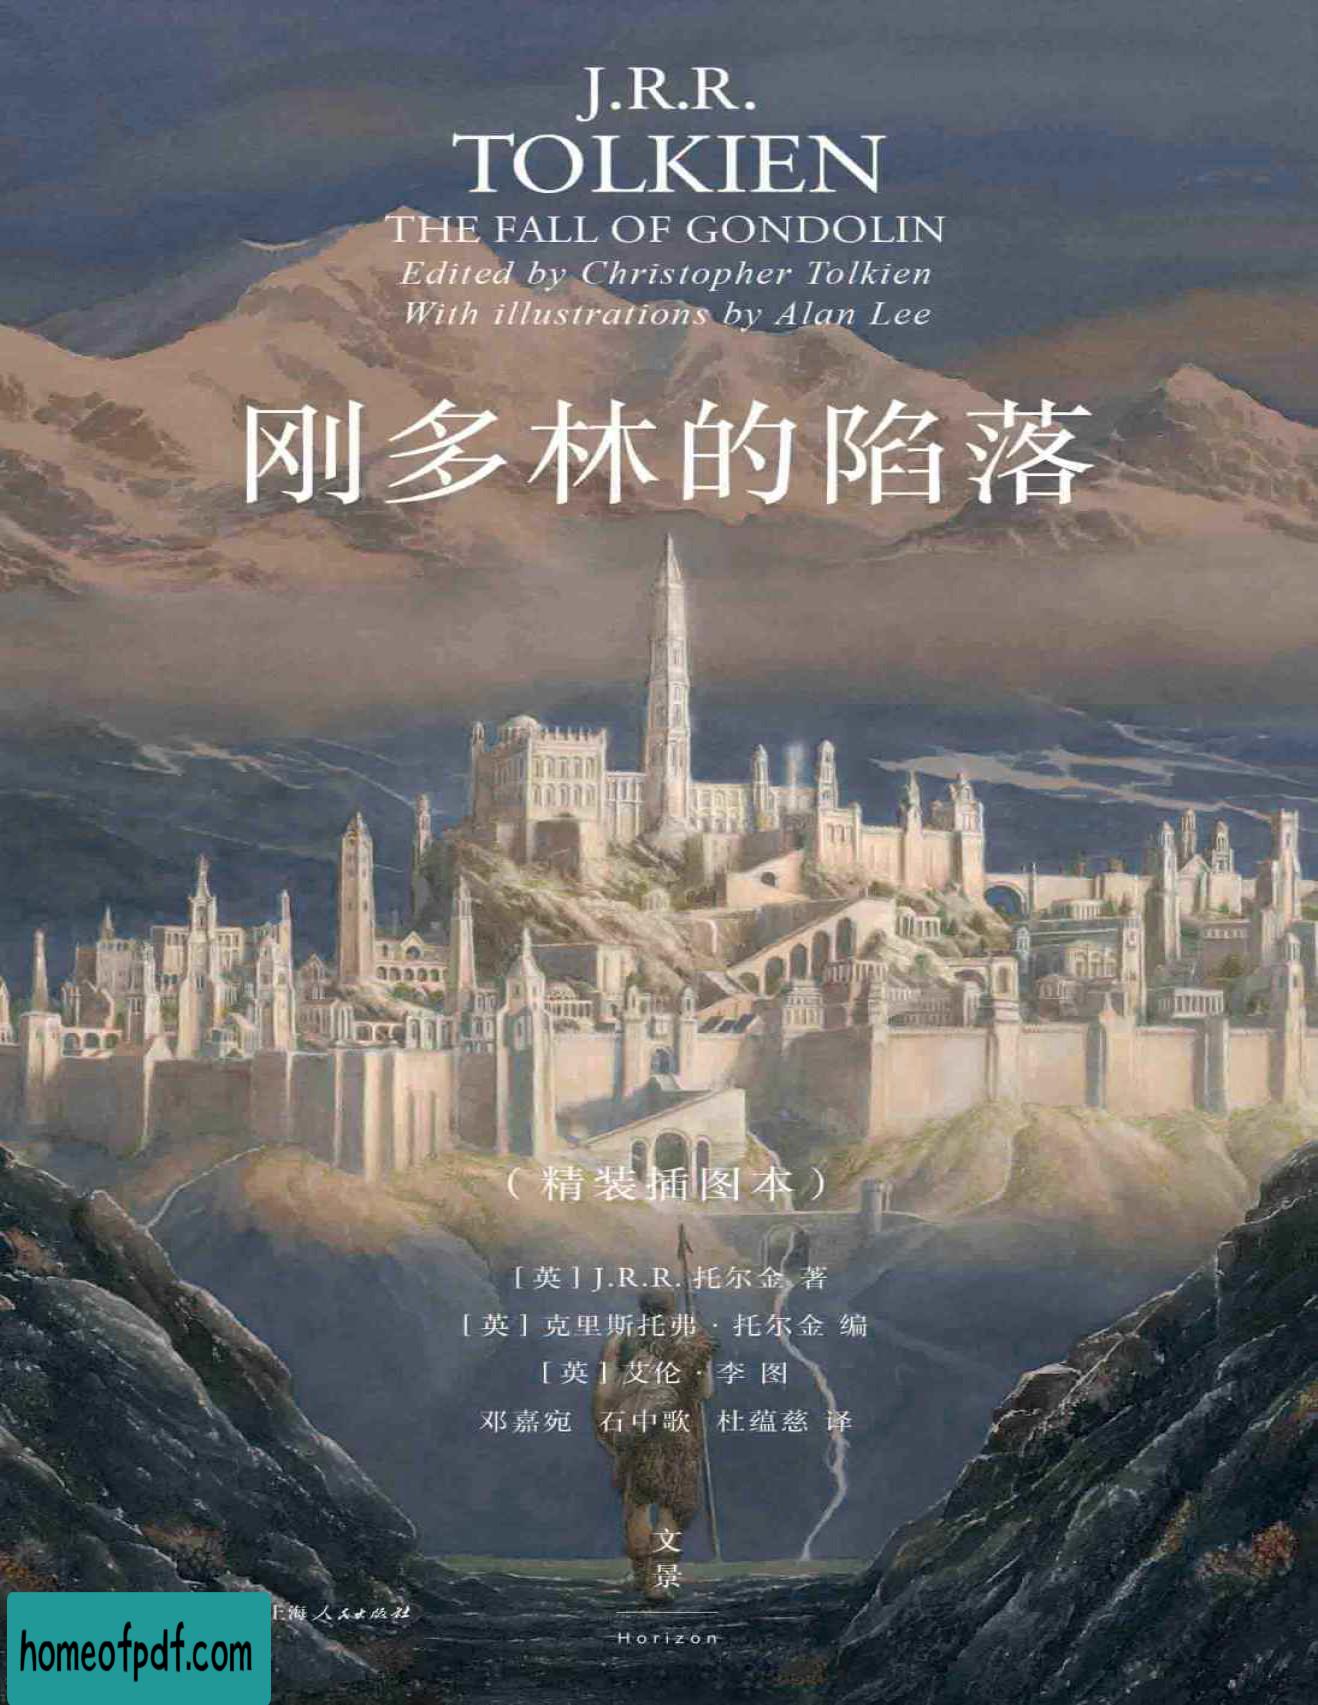 J.R.R.
TOLKIEN
THE FALL OF GONDOLIN
Edited by Christopher Tolkien
With illustrations by Alan Lee
刚多林的陷落
（精装插图本）
［英］J.R.R. 托尔金 著
［英］克里斯托弗·托尔金 编
［英］艾伦·李 图
邓嘉宛 石中歌 杜蕴慈 译
文
景
上海人民出版社
Horizon
homeofpdf.com